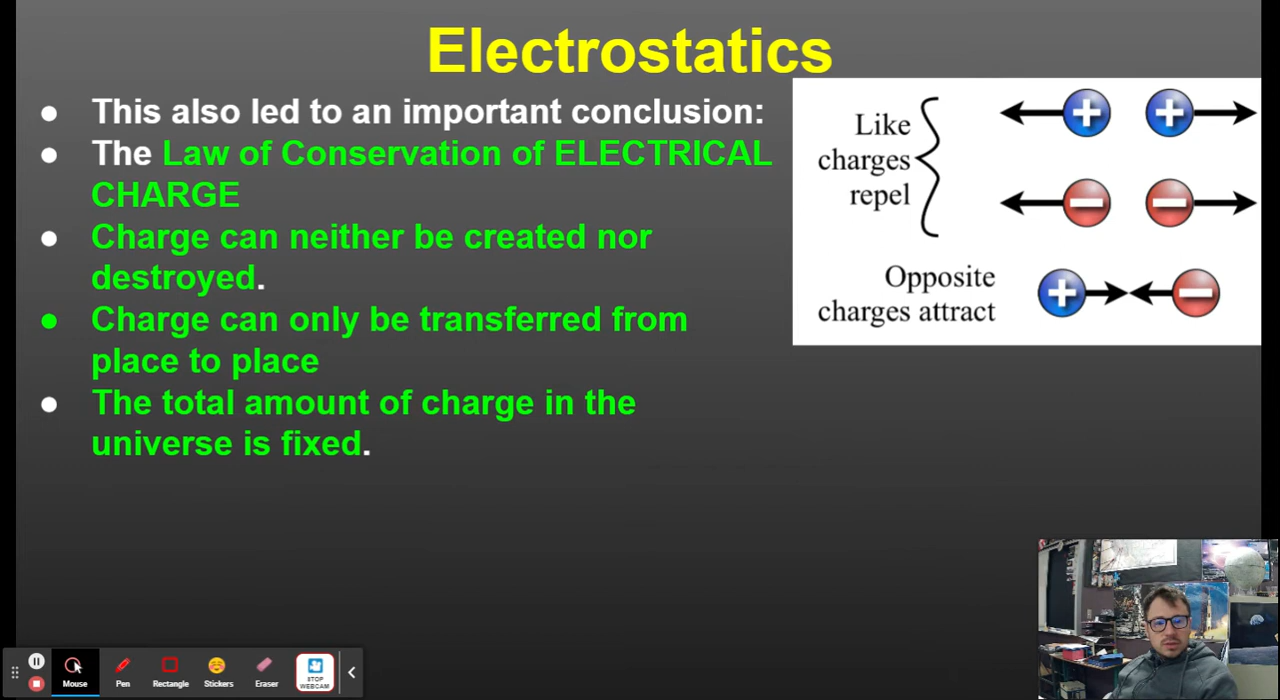 Electrostatics
● This also led to an important conclusion:
● The Law of Conservation of ELECTRICAL
CHARGE
● Charge can neither be created nor
destroyed.
● Charge can only be transferred from
place to place
● The total amount of charge in the
universe is fixed.
Like
charges
repel
+ +
− −
Opposite
charges attract
+ −
Mouse
Pen
Rectangle
Stickers
Eraser
STOP
WEBCAM